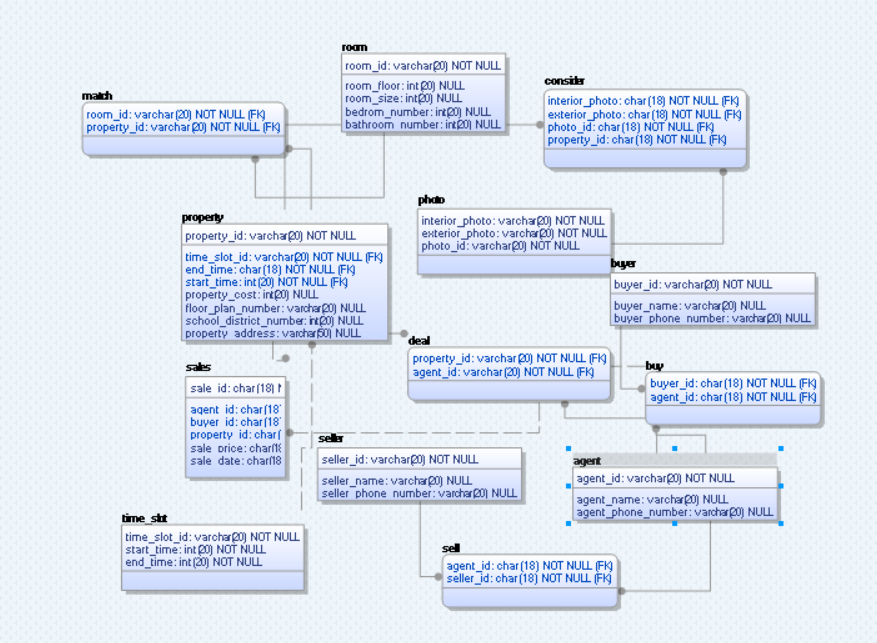 room
room_id: varchar(20) NOT NULL
room_floor: int(20) NULL
room_size: int(20) NULL
bedrom_number: int(20) NULL
bathroom_number: int(20) NULL
match
room_id: varchar(20) NOT NULL (FK)
property_id: varchar(20) NOT NULL (FK)
consider
interior_photo: char(18) NOT NULL (FK)
exterior_photo: char(18) NOT NULL (FK)
photo_id: char(18) NOT NULL (FK)
property_id: char(18) NOT NULL (FK)
property
property_id: varchar(20) NOT NULL
time_slot_id: varchar(20) NOT NULL (FK)
end_time: char(18) NOT NULL (FK)
start_time: int(20) NOT NULL (FK)
property_cost: int(20) NULL
floor_plan_number: varchar(20) NULL
school_district_number: int(20) NULL
property_address: varchar(50) NULL
photo
interior_photo: varchar(20) NOT NULL
exterior_photo: varchar(20) NOT NULL
photo_id: varchar(20) NOT NULL
buyer
buyer_id: varchar(20) NOT NULL
buyer_name: varchar(20) NULL
buyer_phone_number: varchar(20) NULL
deal
property_id: varchar(20) NOT NULL (FK)
agent_id: varchar(20) NOT NULL (FK)
buy
buyer_id: char(18) NOT NULL (FK)
agent_id: char(18) NOT NULL (FK)
sales
sale_id: char(18)
agent_id: char(18
buyer_id: char(18
property_id: char(
sale_price: char(18
sale_date: char(18
seller
seller_id: varchar(20) NOT NULL
seller_name: varchar(20) NULL
seller_phone_number: varchar(20) NULL
agent
agent_id: varchar(20) NOT NULL
agent_name: varchar(20) NULL
agent_phone_number: varchar(20) NULL
time_slot
time_slot_id: varchar(20) NOT NULL
start_time: int(20) NOT NULL
end_time: int(20) NOT NULL
sell
agent_id: char(18) NOT NULL (FK)
seller_id: char(18) NOT NULL (FK)